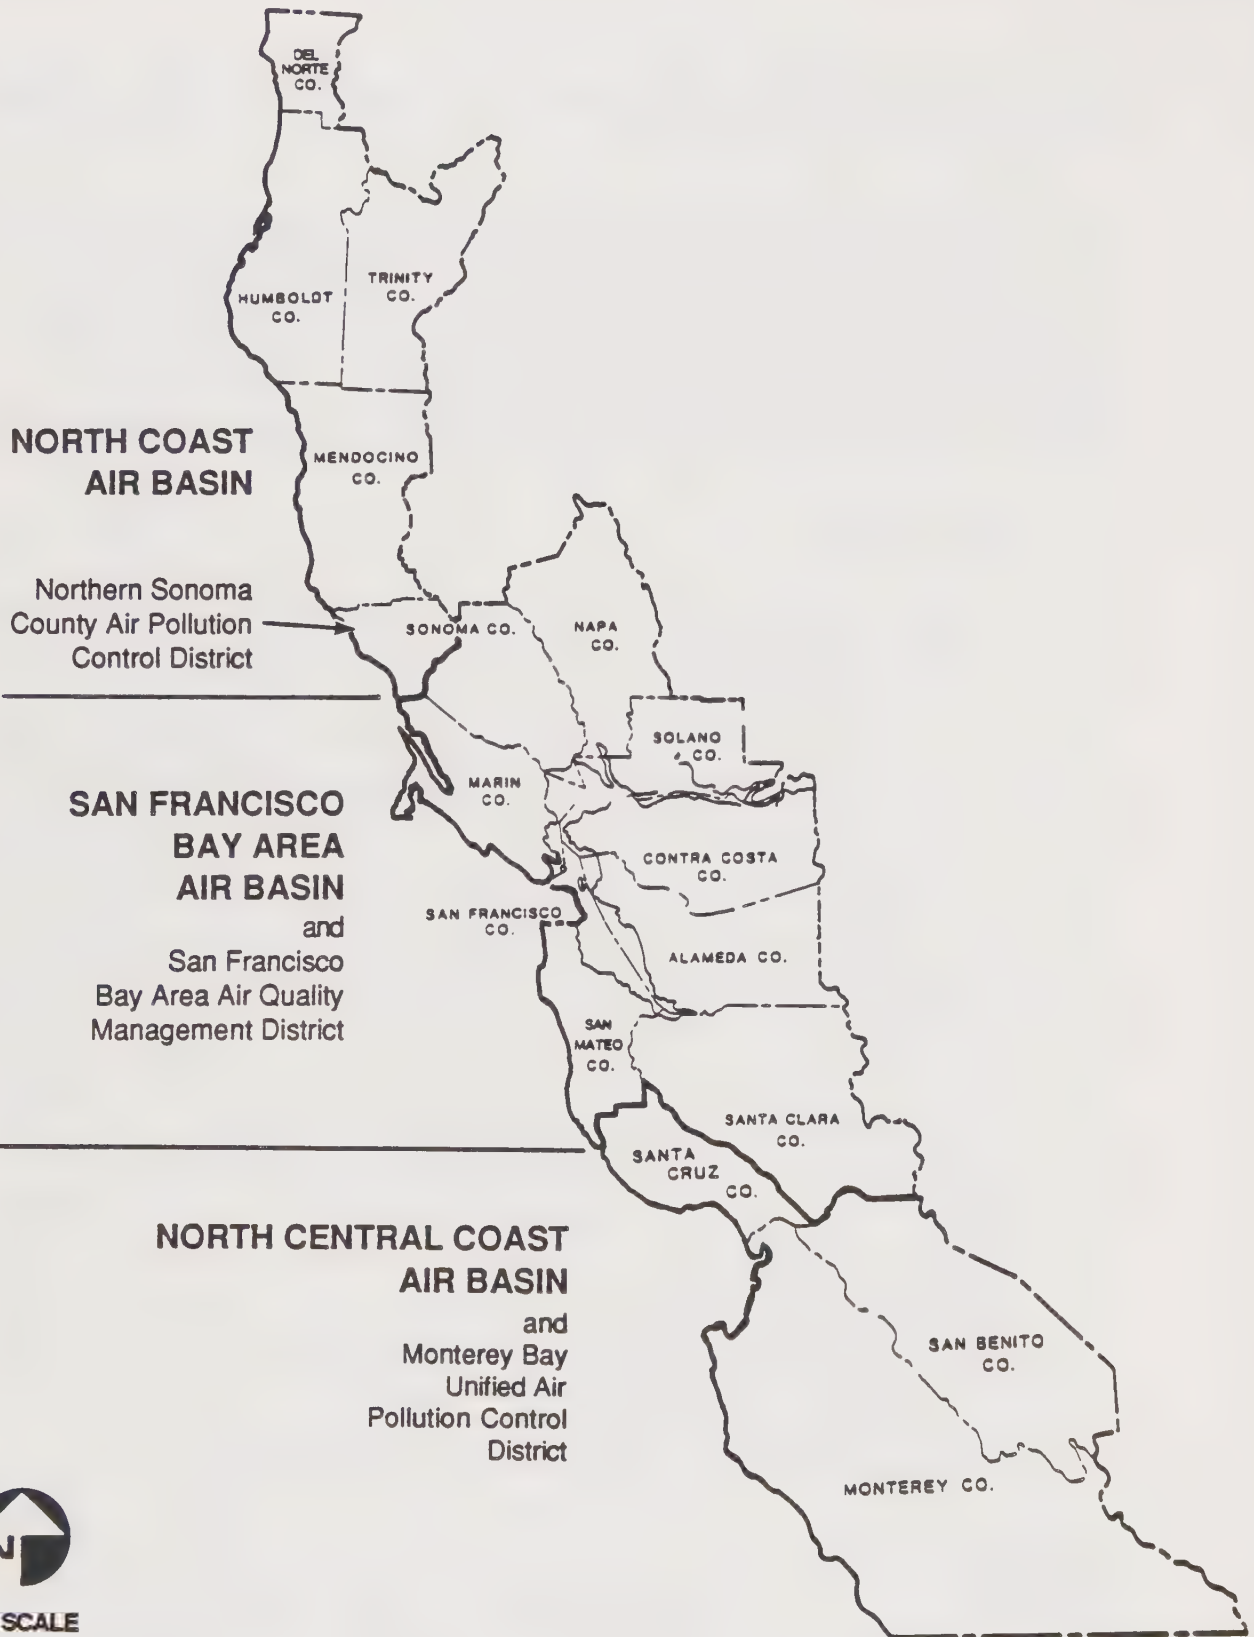 DEL
NORTE
CO.
HUMBOLDT
CO.
TRINITY
CO.
NORTH COAST
AIR BASIN
MENDOCINO
CO.
Northern Sonoma
County Air Pollution
Control District
SONOMA CO.
NAPA
CO.
SOLANO
CO.
MARIN
CO.
SAN FRANCISCO
BAY AREA
AIR BASIN
and
San Francisco
Bay Area Air Quality
Management District
CONTRA COSTA
CO.
SAN FRANCISCO
CO.
ALAMEDA CO.
SAN
MATEO
CO.
SANTA CLARA
CO.
SANTA
CRUZ
CO.
NORTH CENTRAL COAST
AIR BASIN
and
Monterey Bay
Unified Air
Pollution Control
District
SAN BENITO
CO.
MONTEREY CO.
N
SCALE